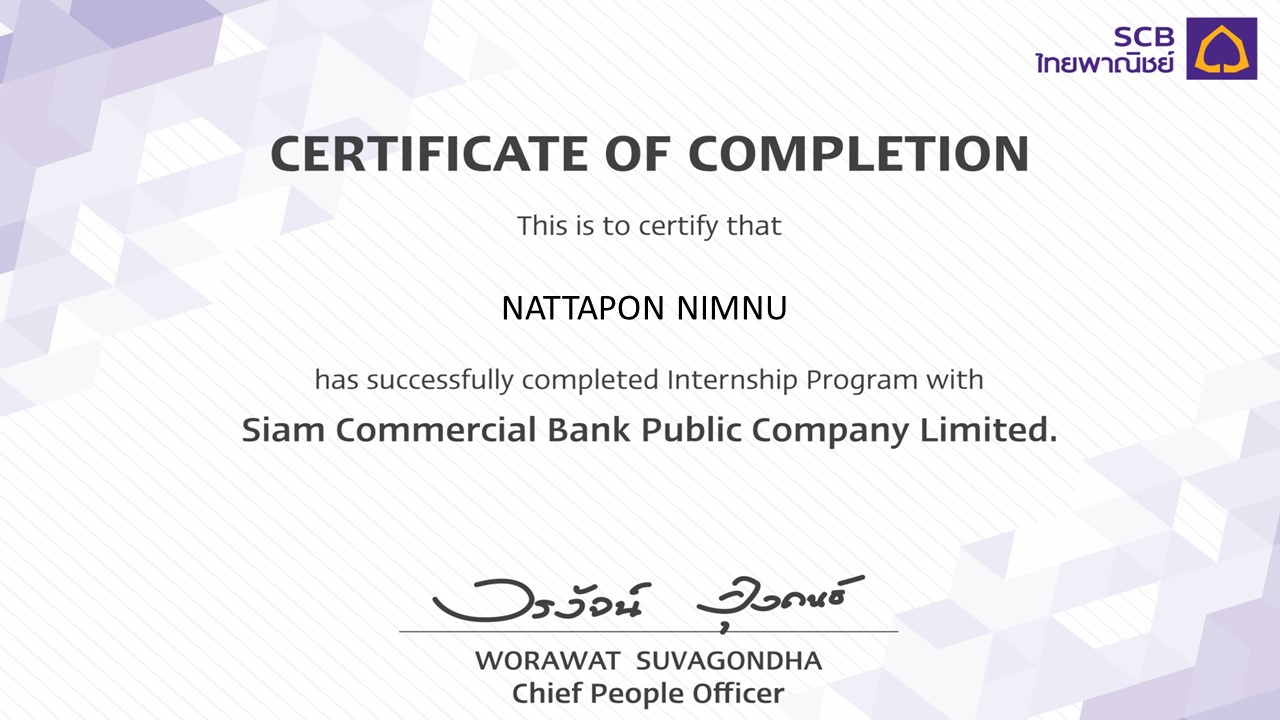 SCB
ไทยพาณิชย์
CERTIFICATE OF COMPLETION
This is to certify that
NATTAPON NIMNU
has successfully completed Internship Program with
Siam Commercial Bank Public Company Limited.
วรวัจน์ สุวคนธ์
WORAWAT SUVAGONDHA
Chief People Officer